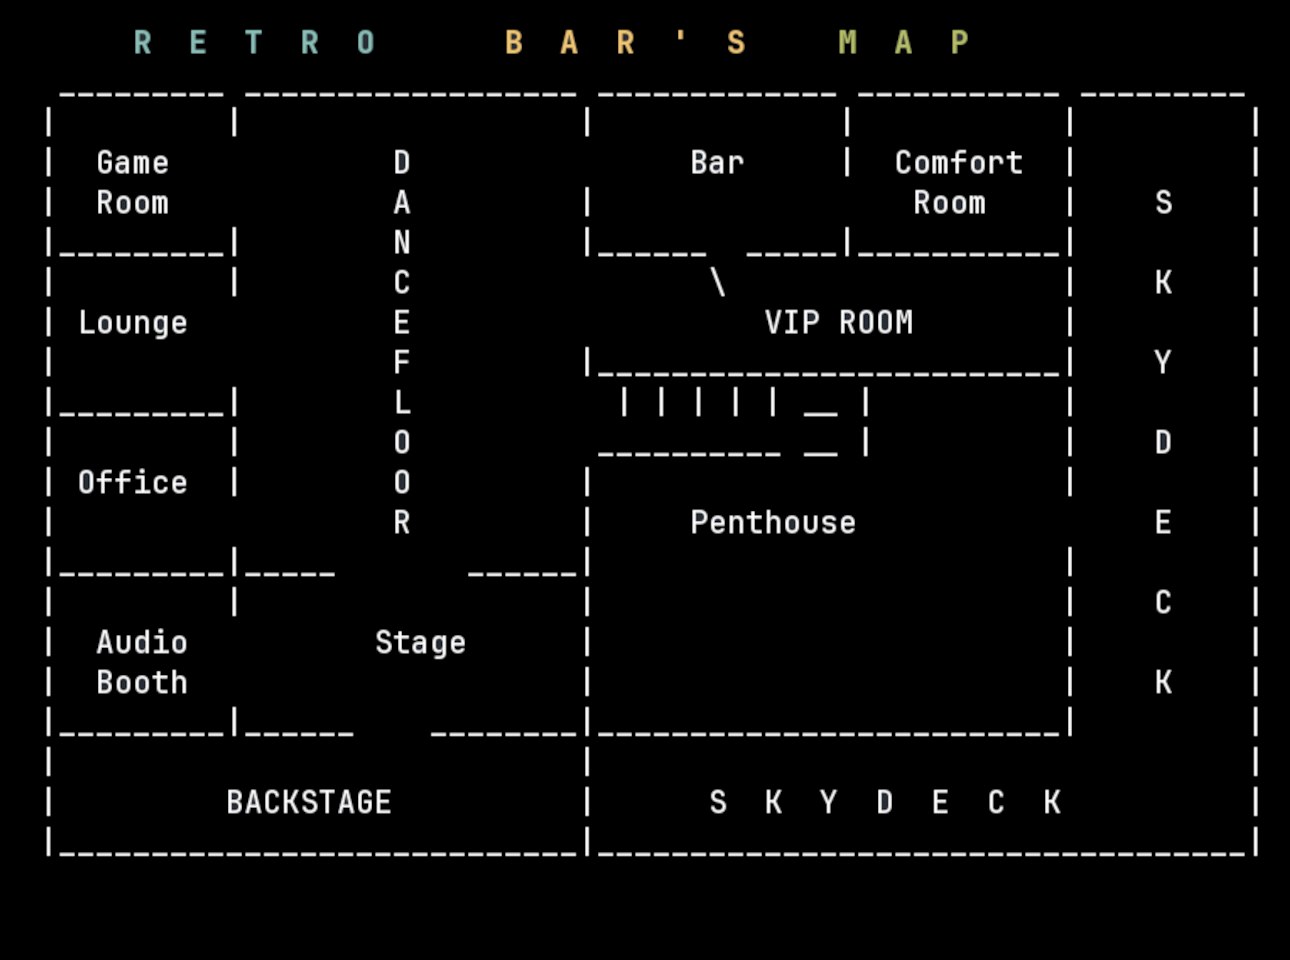 R E T R O B A R ' S M A P
Game Room
D A N C E F L O O R
Bar
Comfort Room
S K Y D E C K
Lounge
VIP ROOM
Office
Penthouse
Audio Booth
Stage
BACKSTAGE
S K Y D E C K